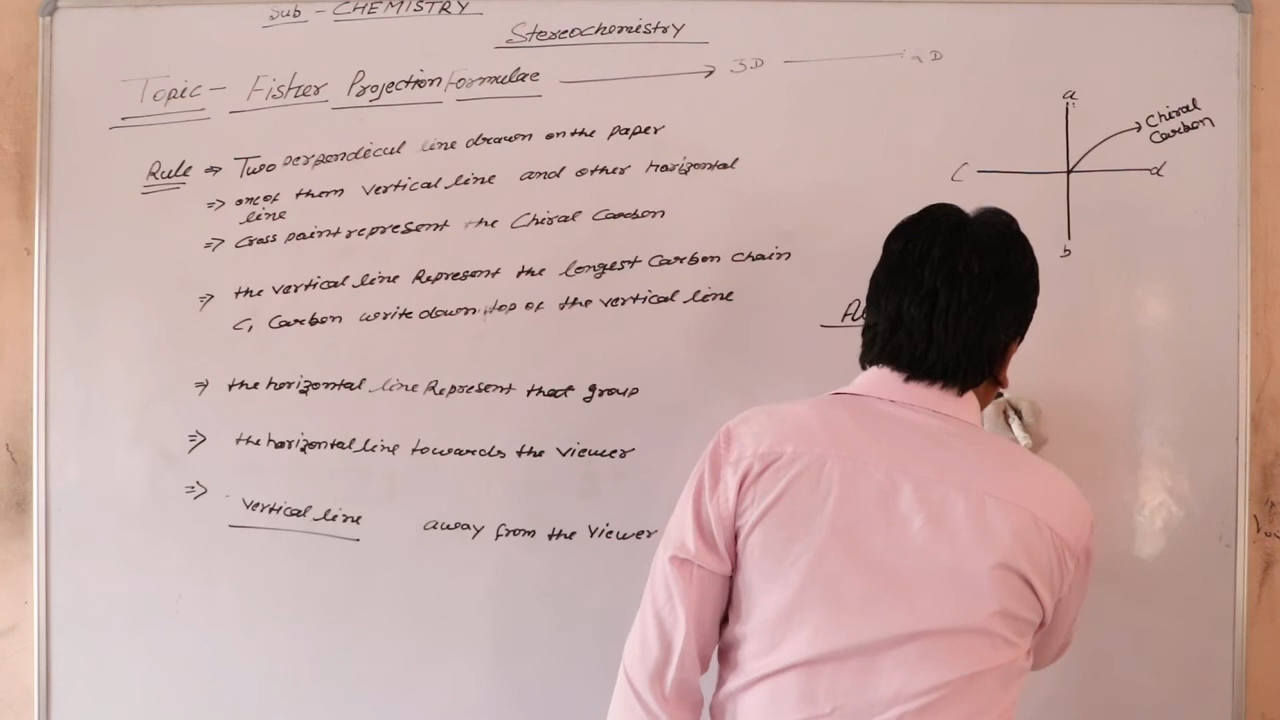 Sub - CHEMISTRY
Stereochemistry
Topic - Fisher Projection Formulae → 3D — 2D
Rule ⇒ Two perpendicul line drawn on the paper
⇒ one of them vertical line and other horizontal
line
⇒ Cross point represent the Chiral Carbon
⇒ the vertical line Represent the longest Carbon chain
C1 Carbon write down top of the vertical line
⇒ the horizontal line Represent that group
⇒ the horizontal line towards the viewer
⇒ vertical line away from the viewer
a
Chiral
Carbon
C d
b